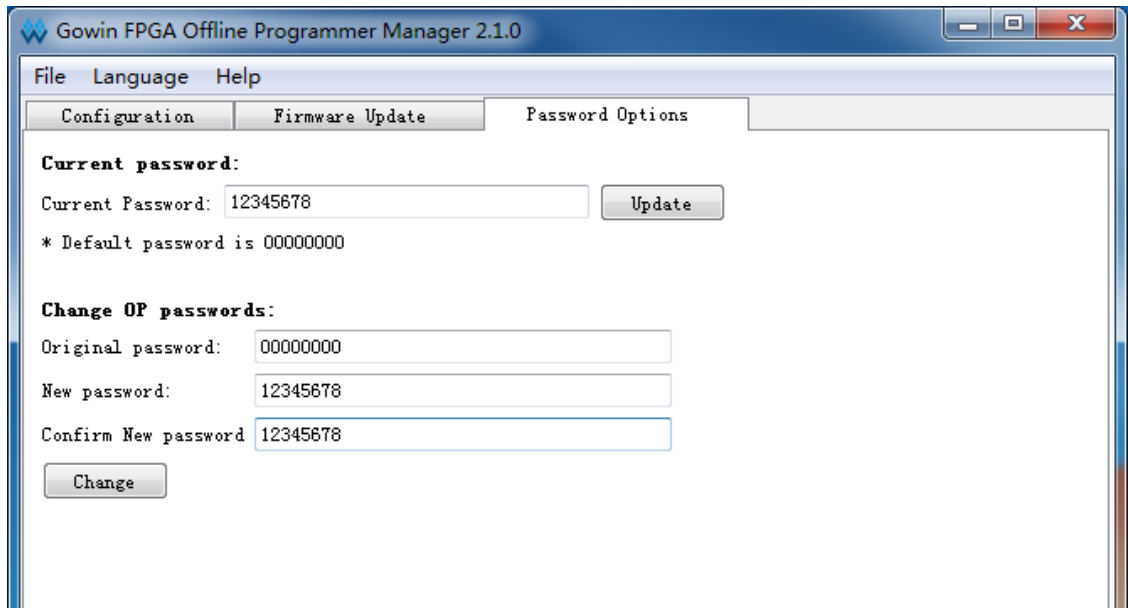 Gowin FPGA Offline Programmer Manager 2.1.0
File Language Help
Configuration Firmware Update Password Options
Current password:
Current Password: 12345678 Update
* Default password is 00000000
Change OP passwords:
Original password: 00000000
New password: 12345678
Confirm New password 12345678
Change